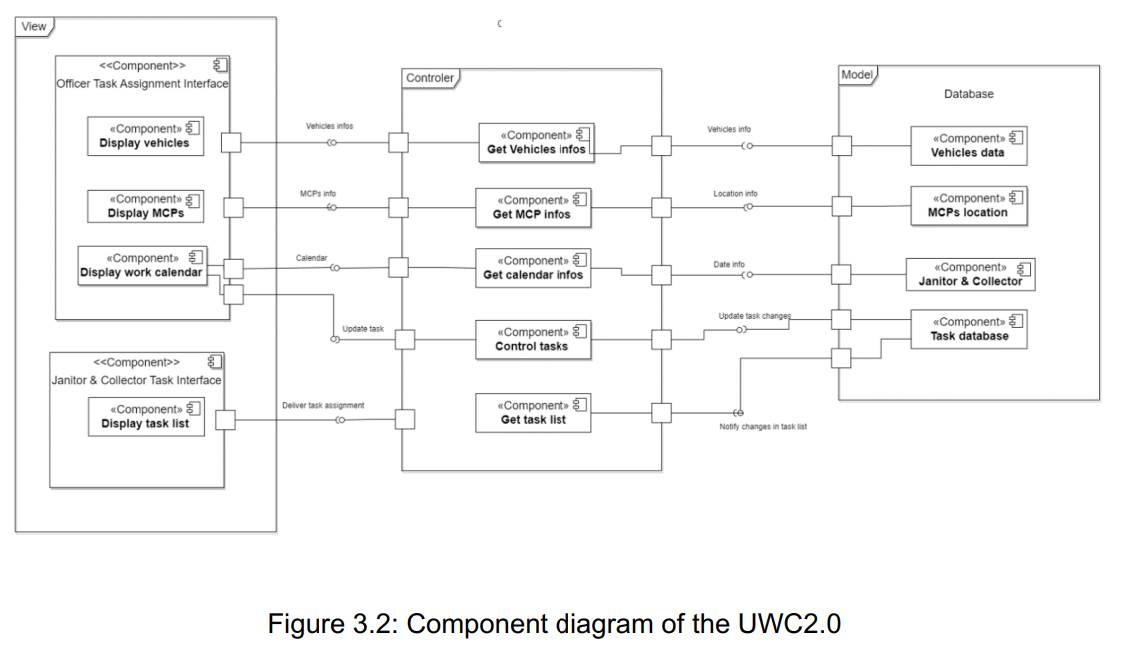 View
C
<<Component>>
Officer Task Assignment Interface
«Component»
Display vehicles
«Component»
Display MCPs
«Component»
Display work calendar
<<Component>>
Janitor & Collector Task Interface
«Component»
Display task list
Vehicles infos
MCPs info
Calendar
Update task
Deliver task assignment
Controler
«Component»
Get Vehicles infos
«Component»
Get MCP infos
«Component»
Get calendar infos
«Component»
Control tasks
«Component»
Get task list
Vehicles info
Location info
Date info
Update task changes
Notify changes in task list
Model
Database
«Component»
Vehicles data
«Component»
MCPs location
«Component»
Janitor & Collector
«Component»
Task database
Figure 3.2: Component diagram of the UWC2.0